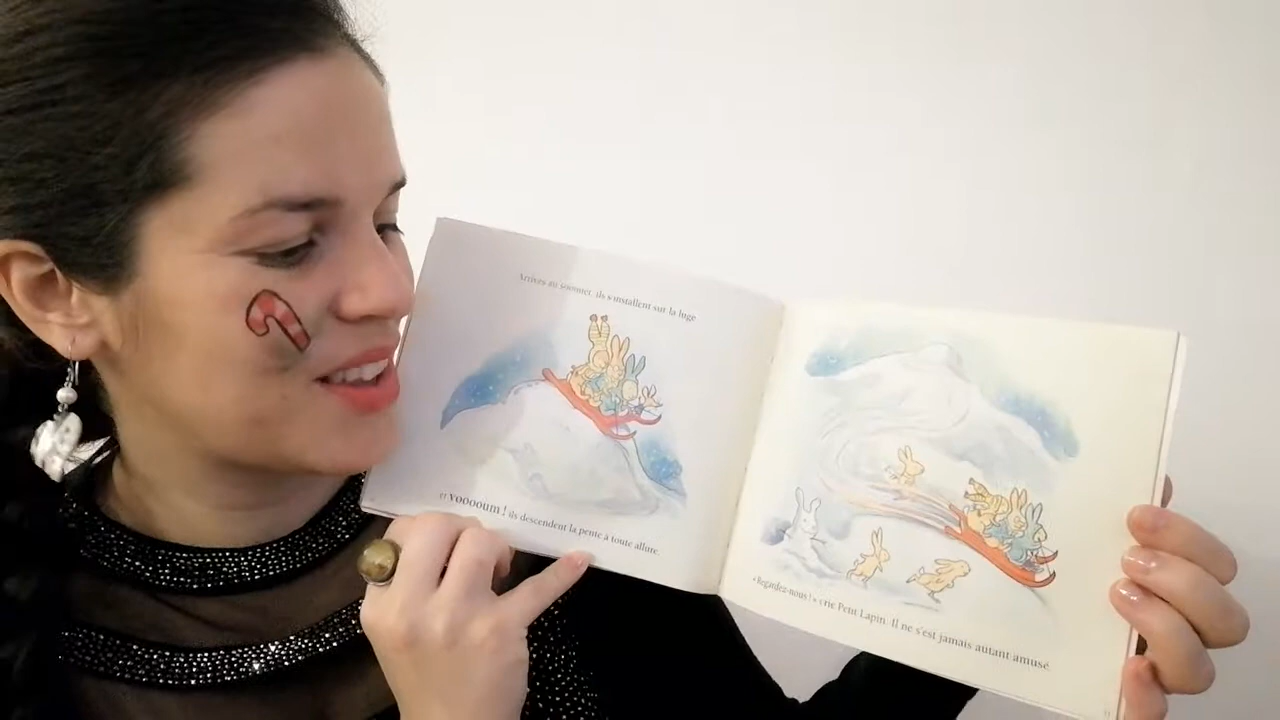 Arrivés au sommet, ils s'installent sur la luge
et vooooum ! ils descendent la pente à toute allure.
« Regardez-nous ! » crie Petit Lapin. Il ne s'est jamais autant amusé.